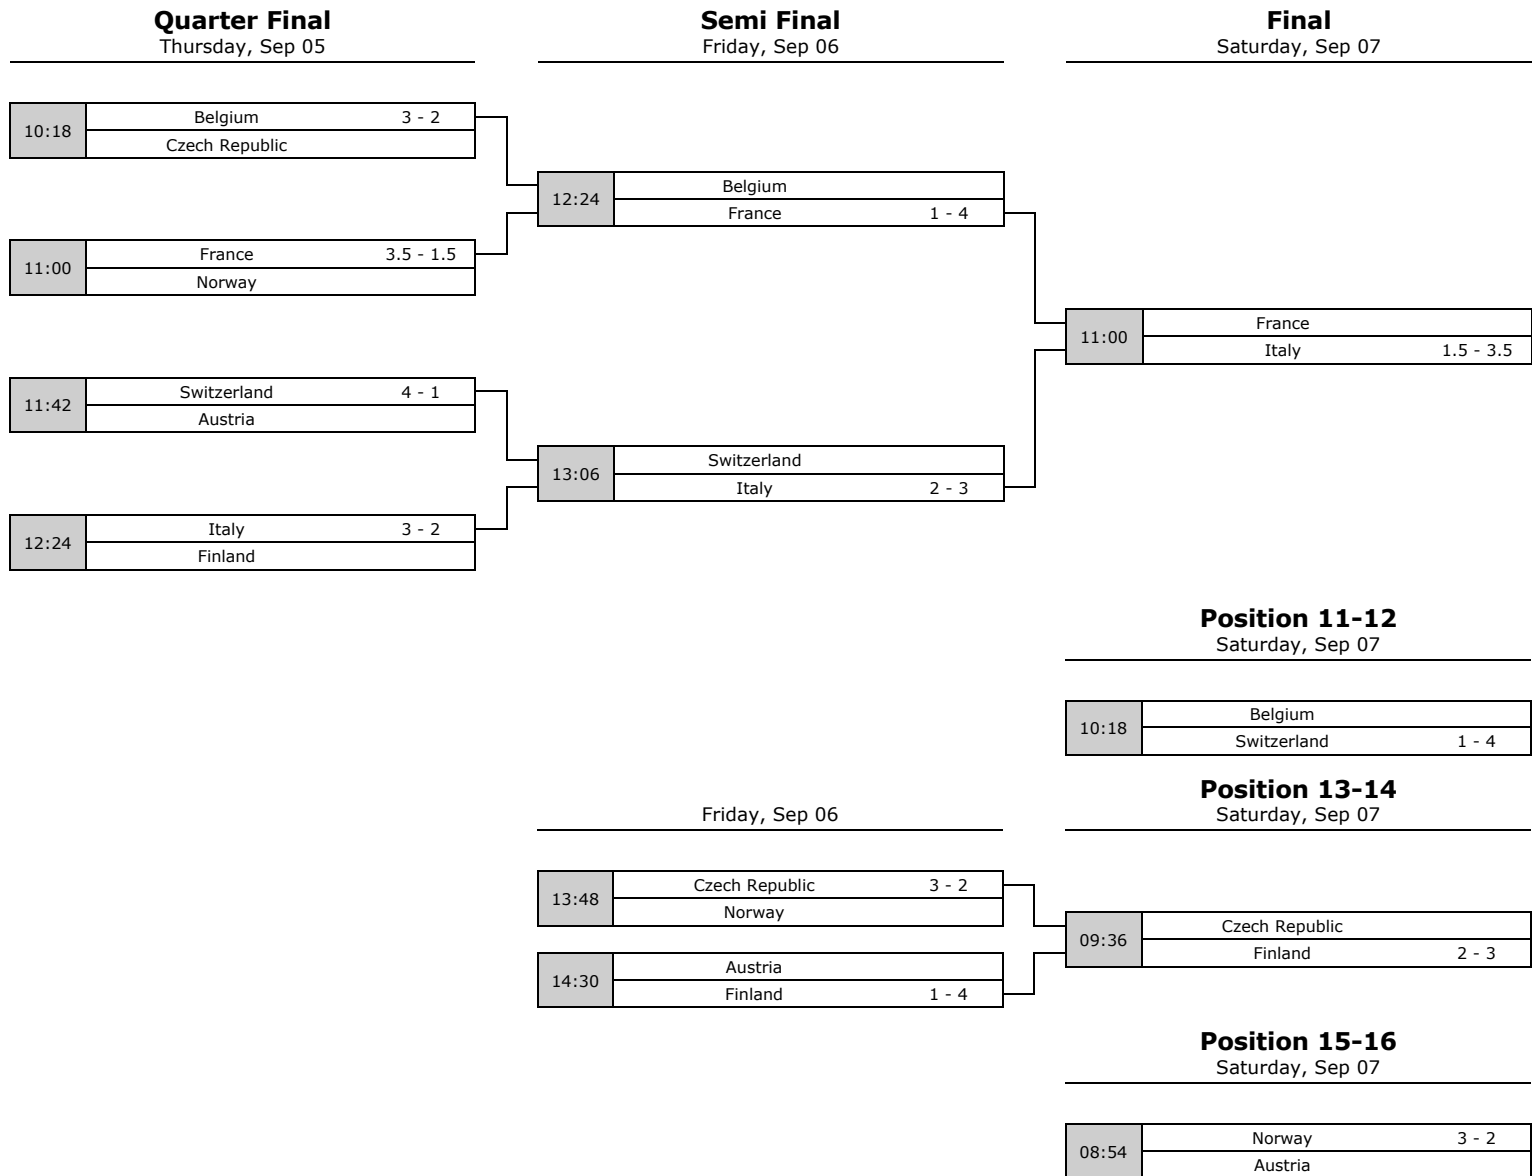 Quarter Final
Thursday, Sep 05
Semi Final
Friday, Sep 06
Final
Saturday, Sep 07
10:18
Belgium 3 - 2
Czech Republic
11:00
France 3.5 - 1.5
Norway
11:42
Switzerland 4 - 1
Austria
12:24
Italy 3 - 2
Finland
12:24
Belgium
France 1 - 4
13:06
Switzerland
Italy 2 - 3
11:00
France
Italy 1.5 - 3.5
Position 11-12
Saturday, Sep 07
10:18
Belgium
Switzerland 1 - 4
Friday, Sep 06
Position 13-14
Saturday, Sep 07
13:48
Czech Republic 3 - 2
Norway
14:30
Austria
Finland 1 - 4
09:36
Czech Republic
Finland 2 - 3
Position 15-16
Saturday, Sep 07
08:54
Norway 3 - 2
Austria